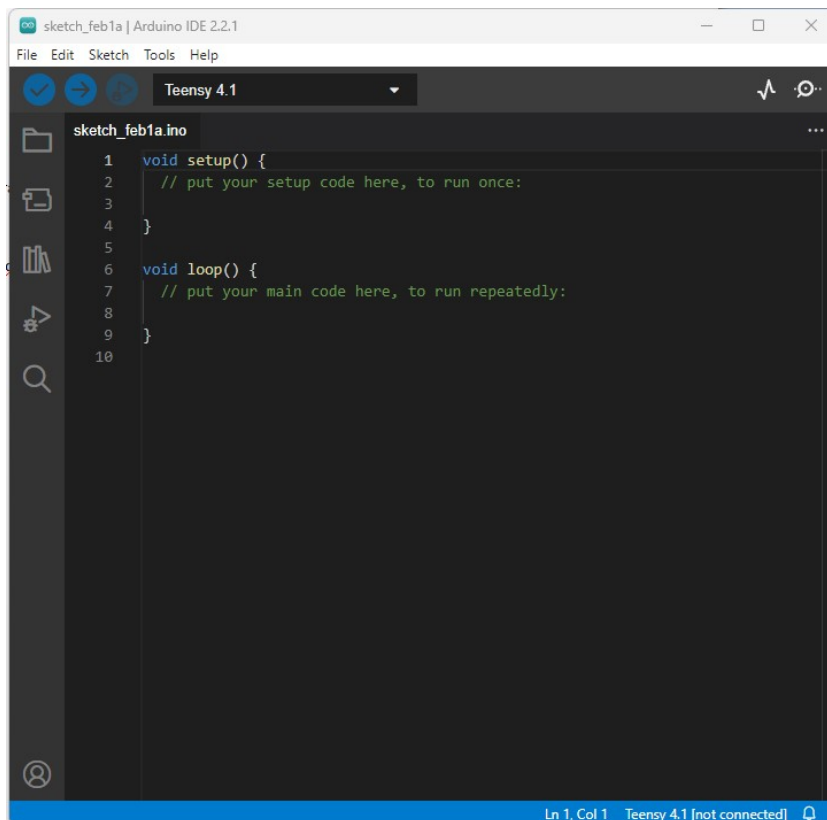 sketch_feb1a | Arduino IDE 2.2.1
File Edit Sketch Tools Help
Teensy 4.1
sketch_feb1a.ino
1 void setup() {
2 // put your setup code here, to run once:
3
4 }
5
6 void loop() {
7 // put your main code here, to run repeatedly:
8
9 }
10
Ln 1, Col 1 Teensy 4.1 [not connected]